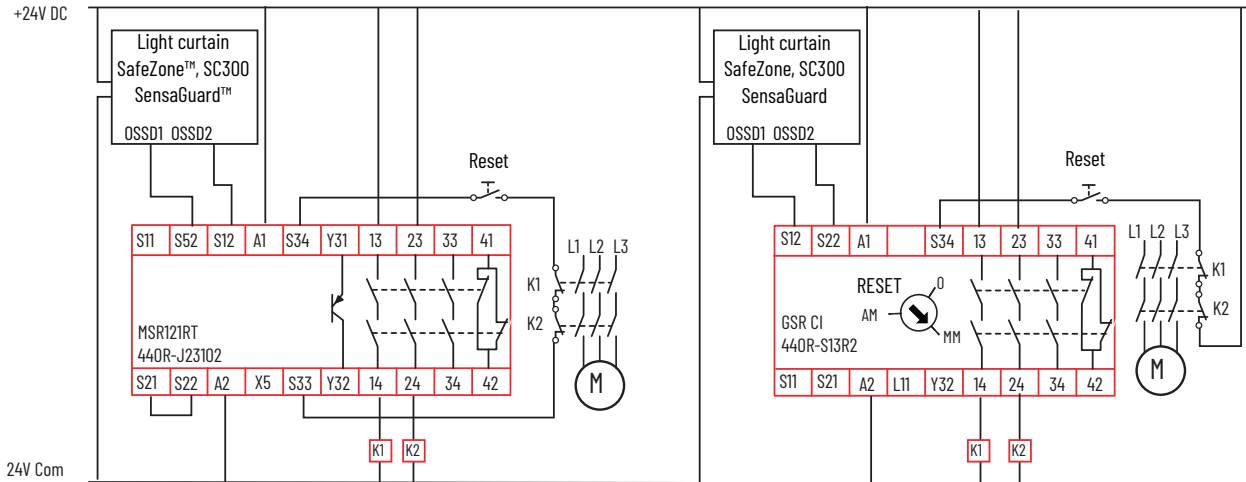 +24V DC
Light curtain
SafeZone™, SC300
SensaGuard™
OSSD1 OSSD2
Reset
S11 S52 S12 A1 S34 Y31 13 23 33 41
L1 L2 L3
K1
K2
MSR121RT
440R-J23102
S21 S22 A2 X5 S33 Y32 14 24 34 42
M
K1 K2
24V Com
Light curtain
SafeZone, SC300
SensaGuard
OSSD1 OSSD2
Reset
S12 S22 A1 S34 13 23 33 41
L1 L2 L3
K1
K2
RESET
0
AM
MM
GSR CI
440R-S13R2
S11 S21 A2 L11 Y32 14 24 34 42
M
K1 K2